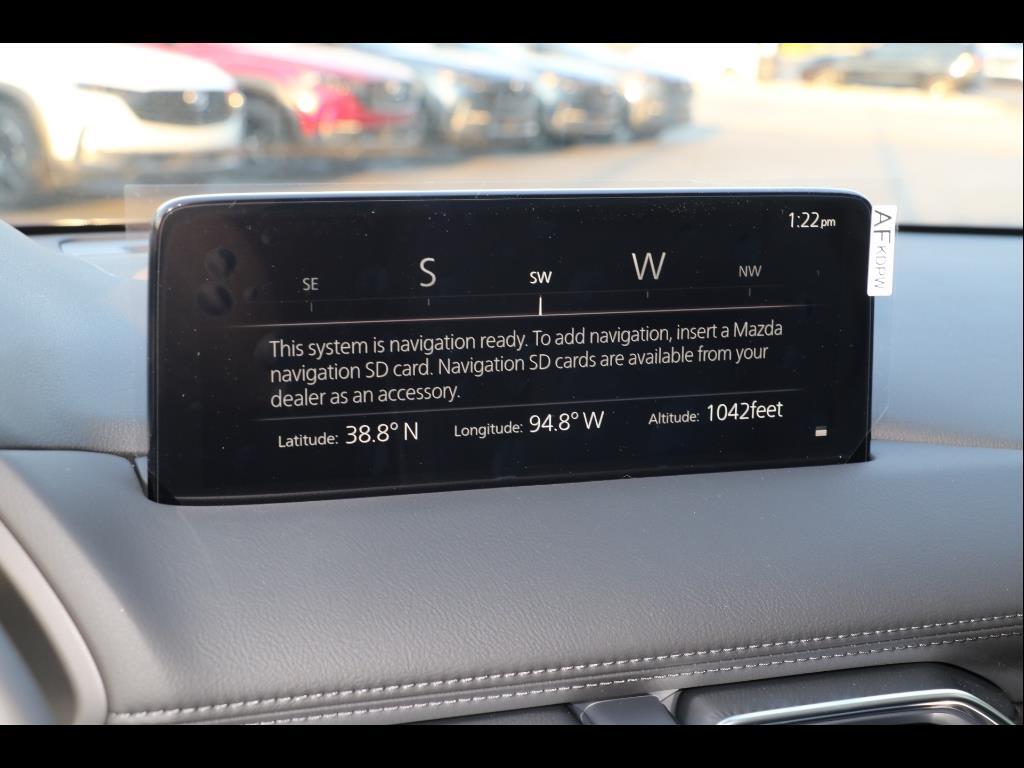 1:22pm
SE S SW W NW
This system is navigation ready. To add navigation, insert a Mazda
navigation SD card. Navigation SD cards are available from your
dealer as an accessory.
Latitude: 38.8° N Longitude: 94.8° W Altitude: 1042feet
AFKDPW